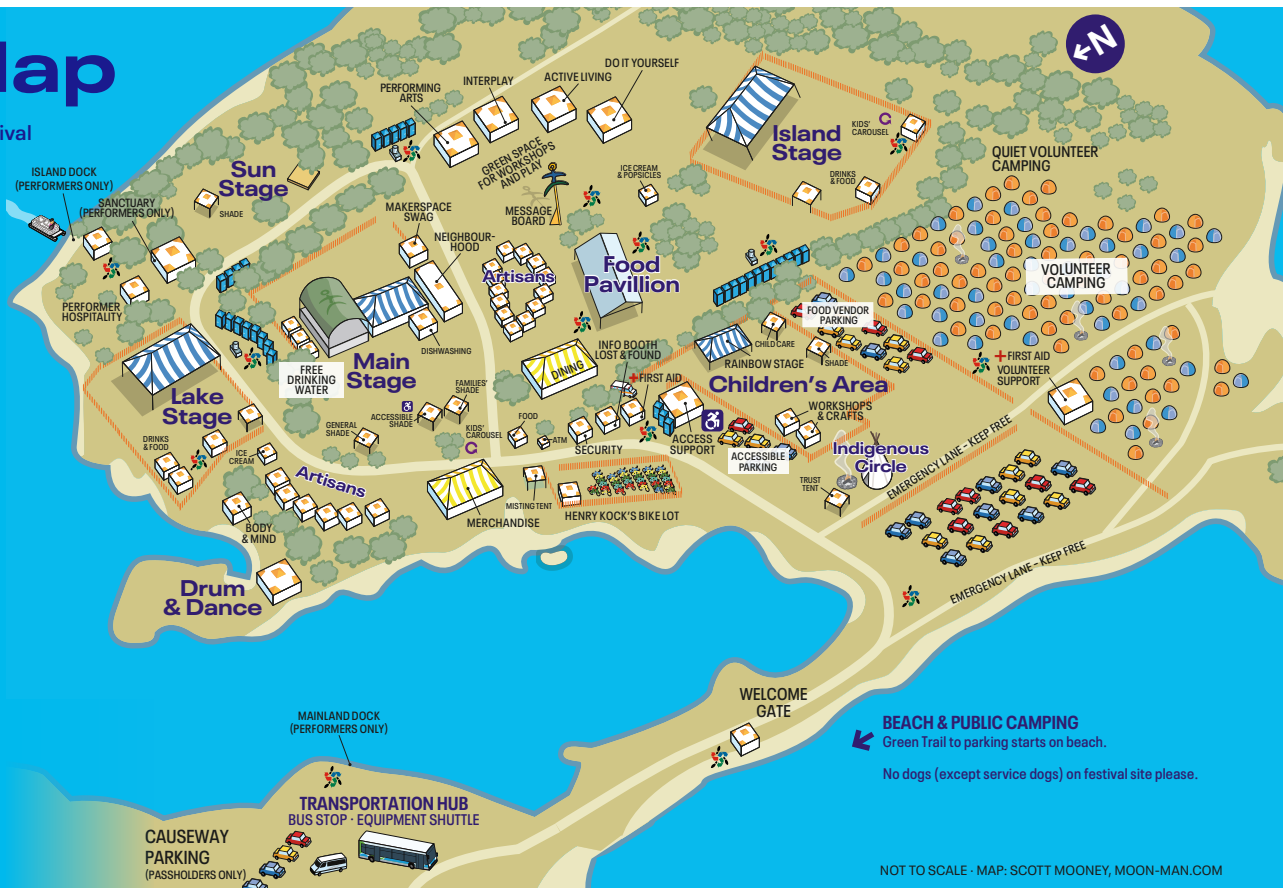 N
ival
DO IT YOURSELF
ACTIVE LIVING
INTERPLAY
PERFORMING
ARTS
KIDS'
CAROUSEL
Island
Stage
QUIET VOLUNTEER
CAMPING
GREEN SPACE
FOR WORKSHOPS
AND PLAY
ICE CREAM
& POPSICLES
DRINKS
& FOOD
Sun
Stage
ISLAND DOCK
(PERFORMERS ONLY)
SANCTUARY
(PERFORMERS ONLY)
SHADE
MAKERSPACE
SWAG
MESSAGE
BOARD
NEIGHBOUR-
HOOD
Artisans
Food
Pavillion
VOLUNTEER
CAMPING
PERFORMER
HOSPITALITY
FOOD VENDOR
PARKING
CHILD CARE
SHADE
RAINBOW STAGE
DISHWASHING
INFO BOOTH
LOST & FOUND
FIRST AID
DINING
Main
Stage
FREE
DRINKING
WATER
Children's Area
FIRST AID
VOLUNTEER
SUPPORT
Lake
Stage
FAMILIES'
SHADE
ACCESSIBLE
SHADE
GENERAL
SHADE
KIDS'
CAROUSEL
FOOD
ATM
SECURITY
ACCESS
SUPPORT
WORKSHOPS
& CRAFTS
ACCESSIBLE
PARKING
Indigenous
Circle
DRINKS
& FOOD
ICE
CREAM
Artisans
TRUST
TENT
EMERGENCY LANE – KEEP FREE
MISTING TENT
HENRY KOCK'S BIKE LOT
MERCHANDISE
BODY
& MIND
Drum
& Dance
EMERGENCY LANE – KEEP FREE
WELCOME
GATE
MAINLAND DOCK
(PERFORMERS ONLY)
BEACH & PUBLIC CAMPING
Green Trail to parking starts on beach.
No dogs (except service dogs) on festival site please.
TRANSPORTATION HUB
BUS STOP · EQUIPMENT SHUTTLE
CAUSEWAY
PARKING
(PASSHOLDERS ONLY)
NOT TO SCALE · MAP: SCOTT MOONEY, MOON-MAN.COM